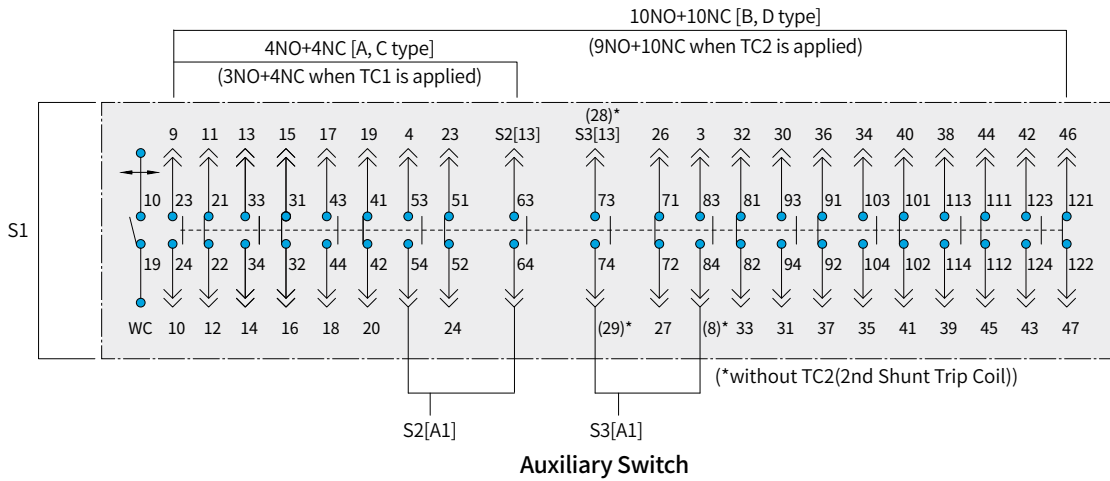 10NO+10NC [B, D type]
4NO+4NC [A, C type]
(9NO+10NC when TC2 is applied)
(3NO+4NC when TC1 is applied)
(28)*
9 11 13 15 17 19 4 23 S2[13] S3[13] 26 3 32 30 36 34 40 38 44 42 46
10 23 21 33 31 43 41 53 51 63 73 71 83 81 93 91 103 101 113 111 123 121
S1
19 24 22 34 32 44 42 54 52 64 74 72 84 82 94 92 104 102 114 112 124 122
WC 10 12 14 16 18 20 24 (29)* 27 (8)* 33 31 37 35 41 39 45 43 47
(*without TC2(2nd Shunt Trip Coil))
S2[A1] S3[A1]
Auxiliary Switch